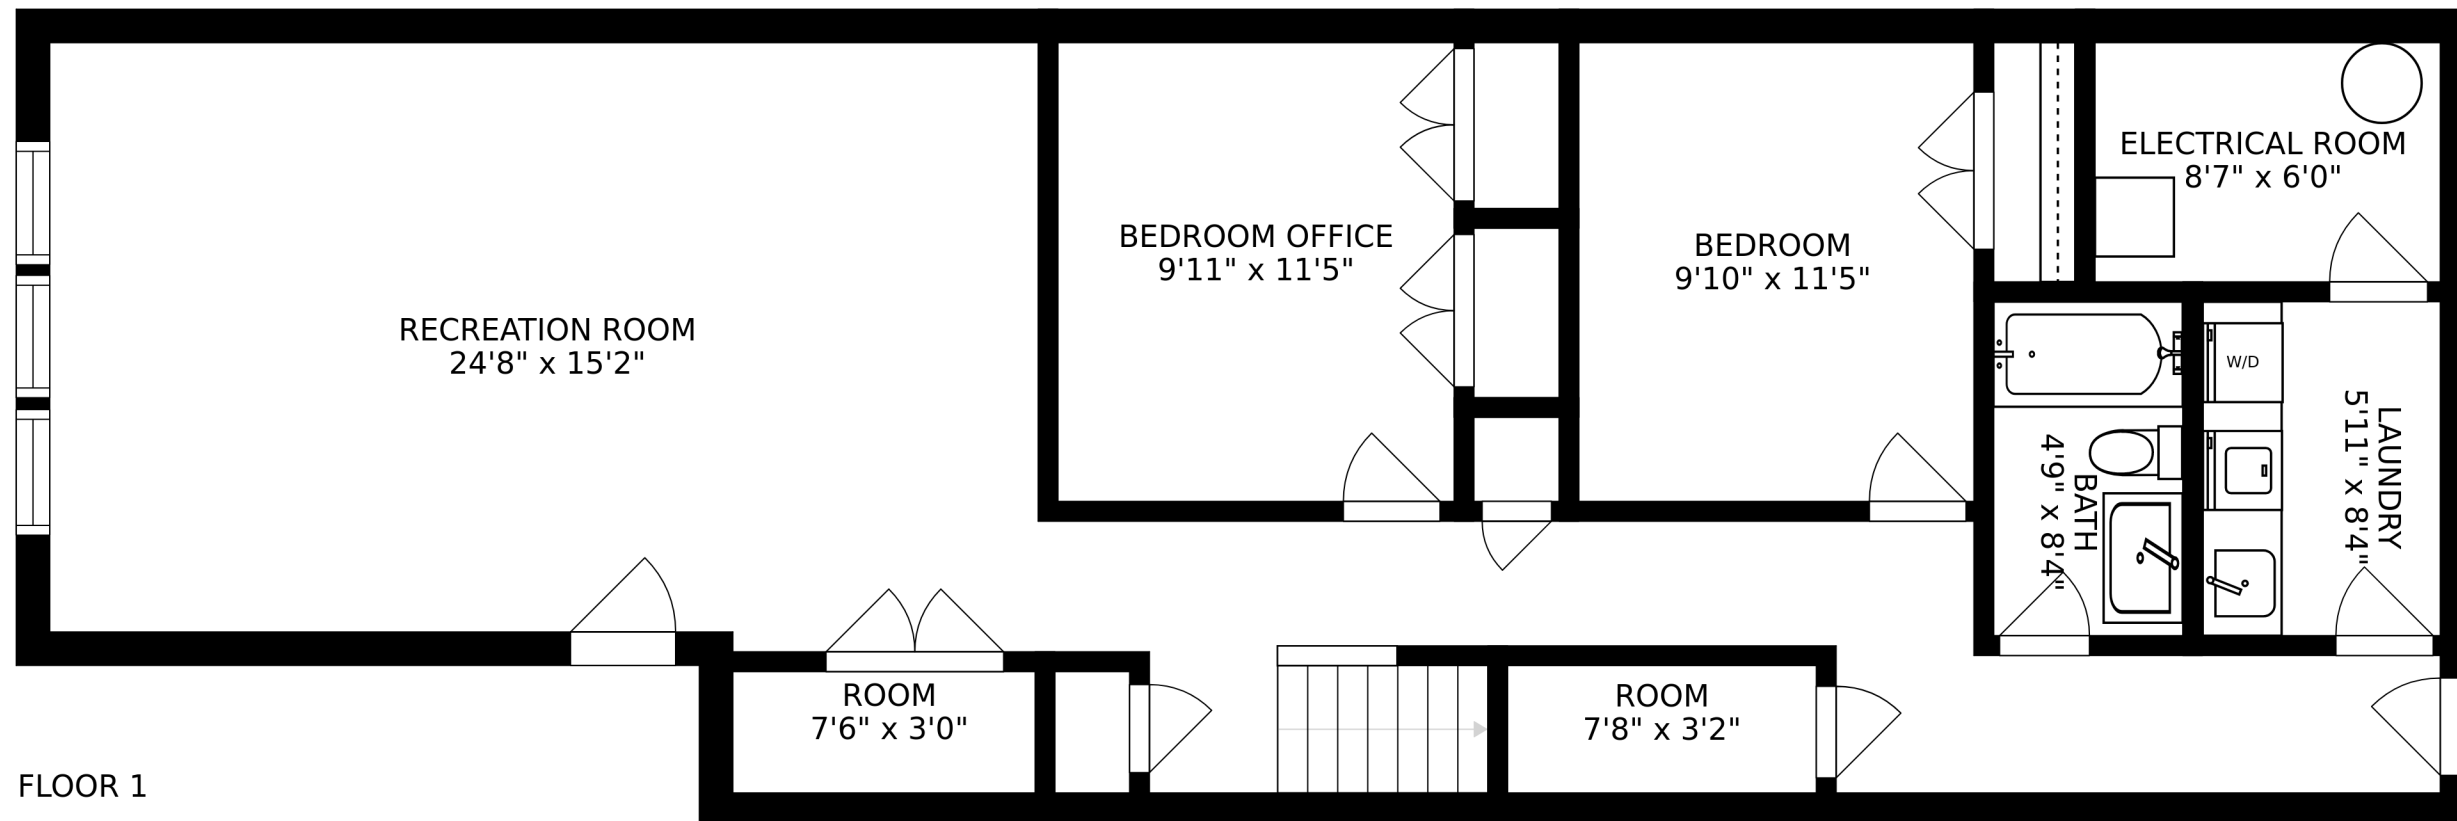 RECREATION ROOM
24'8" x 15'2"
BEDROOM OFFICE
9'11" x 11'5"
BEDROOM
9'10" x 11'5"
ELECTRICAL ROOM
8'7" x 6'0"
W/D
LAUNDRY
5'11" x 8'4"
BATH
4'9" x 8'4"
ROOM
7'6" x 3'0"
ROOM
7'8" x 3'2"
FLOOR 1